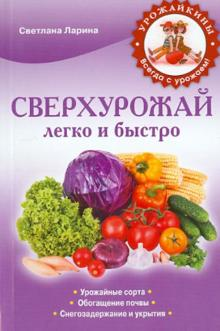 Светлана Ларина
УРОЖАЙКИНЫ
Всегда с урожаем!
СВЕРХУРОЖАЙ
легко и быстро
• Урожайные сорта •
• Обогащение почвы •
• Снегозадержание и укрытия •